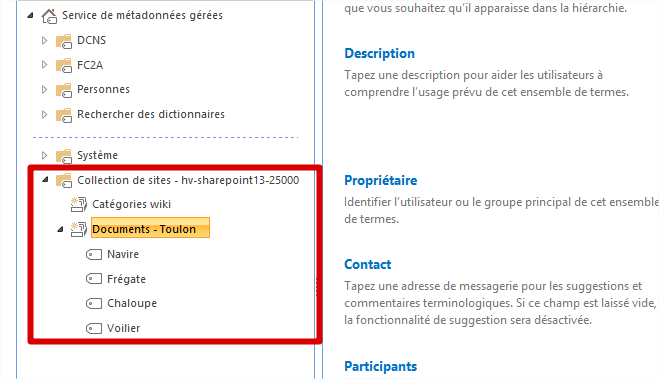 Service de métadonnées gérées
DCNS
FC2A
Personnes
Rechercher des dictionnaires
Système
Collection de sites - hv-sharepoint13-25000
Catégories wiki
Documents - Toulon
Navire
Frégate
Chaloupe
Voilier
que vous souhaitez qu'il apparaisse dans la hiérarchie.
Description
Tapez une description pour aider les utilisateurs à
comprendre l'usage prévu de cet ensemble de termes.
Propriétaire
Identifier l'utilisateur ou le groupe principal de cet ensemble
de termes.
Contact
Tapez une adresse de messagerie pour les suggestions et
commentaires terminologiques. Si ce champ est laissé vide,
la fonctionnalité de suggestion sera désactivée.
Participants